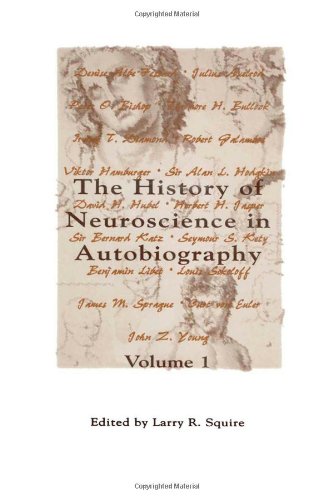 Copyrighted Material
Denise Albe-Fessard · Julius Axelrod
Peter O. Bishop · Theodore H. Bullock
Irving T. Diamond · Robert Galambos
Viktor Hamburger · Sir Alan L. Hodgkin
The History of
David H. Hubel · Herbert H. Jasper
Neuroscience in
Sir Bernard Katz · Seymour S. Kety
Autobiography
Benjamin Libet · Louis Sokoloff
James M. Sprague · Curt von Euler
John Z. Young
Volume 1
Edited by Larry R. Squire
Copyrighted Material